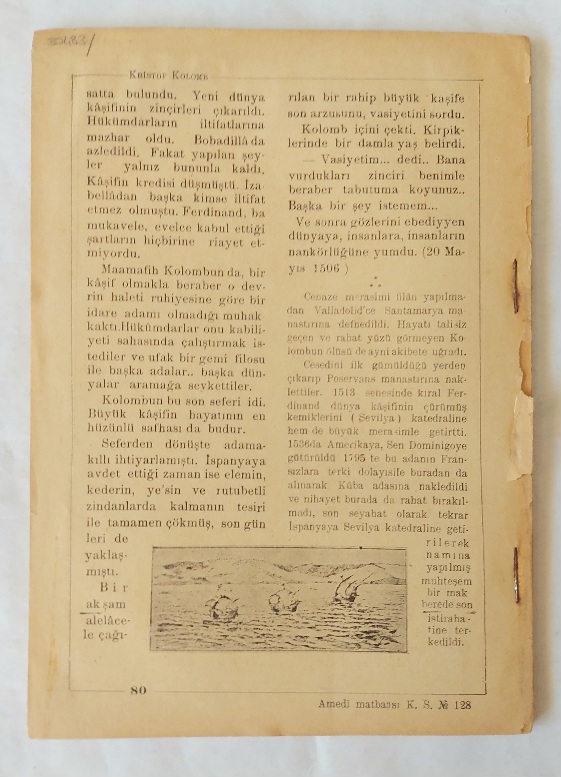 KRİSTOF KOLOMB
satta bulundu. Yeni dünya
kâşifinin zinçirleri çıkarıldı.
Hükümdarların iltifatlarına
mazhar oldu. Bobadillâda
azledildi. Fakat yapılan şey-
ler yalnız bununla kaldı.
Kâşifin kredisi düşmüştü. İza
bellâdan başka kimse iltifat
etmez olmuştu. Ferdinand, ba
mukavele, evelce kabul ettiği
şartların hiçbirine riayet et-
miyordu.
Maamafih Kolombun da, bir
kâşif olmakla beraber o dev-
rin haleti ruhiyesine göre bir
idare adamı olmadığı muhak
kaktı.Hükümdarlar onu kabili-
yeti sahasında çalıştırmak is-
tediler ve ufak bir gemi filosu
ile başka adalar.. başka dün-
yalar aramağa sevkettiler.
Kolombun bu son seferi idi.
Büyük kâşifin hayatının en
hüzünlü safhası da budur.
Seferden dönüşte adama-
kıllı ihtiyarlamıştı. İspanyaya
avdet ettiği zaman ise elemin,
kederin, ye'sin ve rutubetli
zindanlarda kalmanın tesiri
ile tamamen çökmüş, son gün
leri de
yaklaş-
mıştı.
Bir
akşam
alelâce-
le çağı-
rılan bir rahip büyük kaşife
son arzusunu, vasiyetini sordu.
Kolomb içini çekti. Kirpik-
lerinde bir damla yaş belirdi.
— Vasiyetim... dedi.. Bana
vurdukları zinciri benimle
beraber tabutuma koyunuz..
Başka bir şey istemem...
Ve sonra gözlerini ebediyyen
dünyaya, insanlara, insanların
nankörlüğüne yumdu. (20 Ma-
yıs 1506 )
Cenaze merasimi filân yapılma-
dan Valladolid'ce Santamarya ma
nastırına defnedildi. Hayatı talisiz
geçen ve rahat yüzü görmeyen Ko-
lombun ölüsü de ayni akibete uğradı.
Cesedini ilk gömüldüğü yerden
çıkarıp Poservans manastırına nak-
lettiler. 1513 senesinde kıral Fer-
dinand dünya kâşifinin çürümüş
kemiklerini ( Sevilya ) katedraline
hem de büyük merasimle getirtti.
1536da Amerikaya, Sen Dominigoye
götürüldü 1795 te bu adanın Fran-
sızlara terki dolayısile buradan da
alınarak Küba adasına nakledildi
ve nihayet burada da rahat bırakıl-
madı, son seyahat olarak tekrar
İspanyaya Sevilya katedraline geti-
rilerek
namına
yapılmış
muhteşem
bir mak
berede son
istiraha-
tine ter-
kedildi.
80
Amedi matbaası K. S. № 128